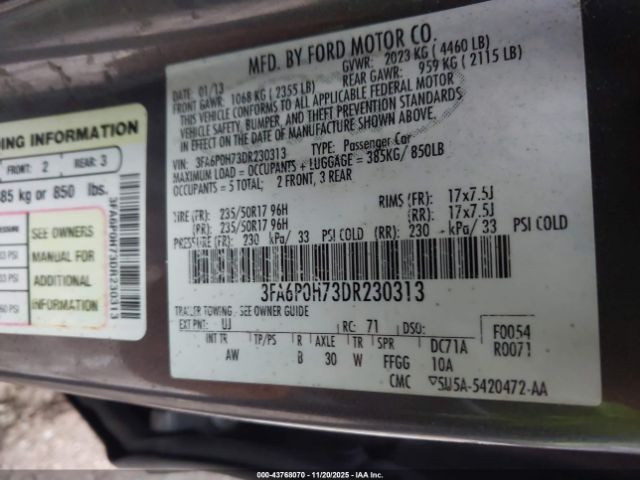 MFD. BY FORD MOTOR CO.
DATE 01/13 GVWR: 2023 KG ( 4460 LB)
FRONT GAWR: 1068 KG ( 2355 LB) REAR GAWR: 959 KG ( 2115 LB)
THIS VEHICLE CONFORMS TO ALL APPLICABLE FEDERAL MOTOR
VEHICLE SAFETY, BUMPER, AND THEFT PREVENTION STANDARDS
IN EFFECT ON THE DATE OF MANUFACTURE SHOWN ABOVE.
VIN: 3FA6P0H73DR230313 TYPE: Passenger Car
MAXIMUM LOAD = OCCUPANTS + LUGGAGE = 385KG/ 850LB
OCCUPANTS = 5 TOTAL: 2 FRONT, 3 REAR
TIRE (FR): 235/50R17 96H RIMS (FR): 17x7.5J
(RR): 235/50R17 96H (RR): 17x7.5J
PRESSURE (FR): 230 kPa/ 33 PSI COLD (RR): 230 kPa/ 33 PSI COLD
3FA6P0H73DR230313
TRAILER TOWING - SEE OWNER GUIDE
EXT PNT: UJ RC: 71 DSO: F0054
INT TR TP/PS R AXLE TR SPR DC71A R0071
AW B 30 W FFGG 10A
CMC 5U5A-5420472-AA
DING INFORMATION
FRONT: 2 REAR: 3
85 kg or 850 lbs.
SEE OWNERS
MANUAL FOR
ADDITIONAL
INFORMATION
PSI
PSI
PSI
3FA6P0H73DR230313
000-43768070 11/20/2025 IAA Inc.